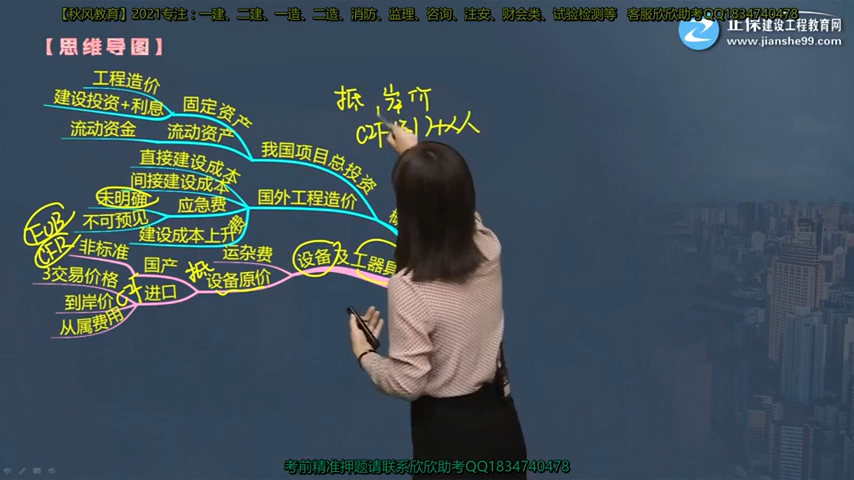 【秋风教育】2021专注：一建、二建、一造、二造、消防、监理、咨询、注安、财会类、试验检测等 客服欣欣助考QQ1834740478
正保建设工程教育网
www.jianshe99.com
【思维导图】
工程造价
建设投资+利息
固定资产
流动资金
流动资产
我国项目总投资
直接建设成本
间接建设成本
未明确
应急费
国外工程造价
不可预见
建设成本上升费
FOB
CFR
非标准
国产
运杂费
设备及工器具
3交易价格
抵
设备原价
到岸价
进口
从属费用
抵 岸价
考前精准押题请联系欣欣助考QQ1834740478